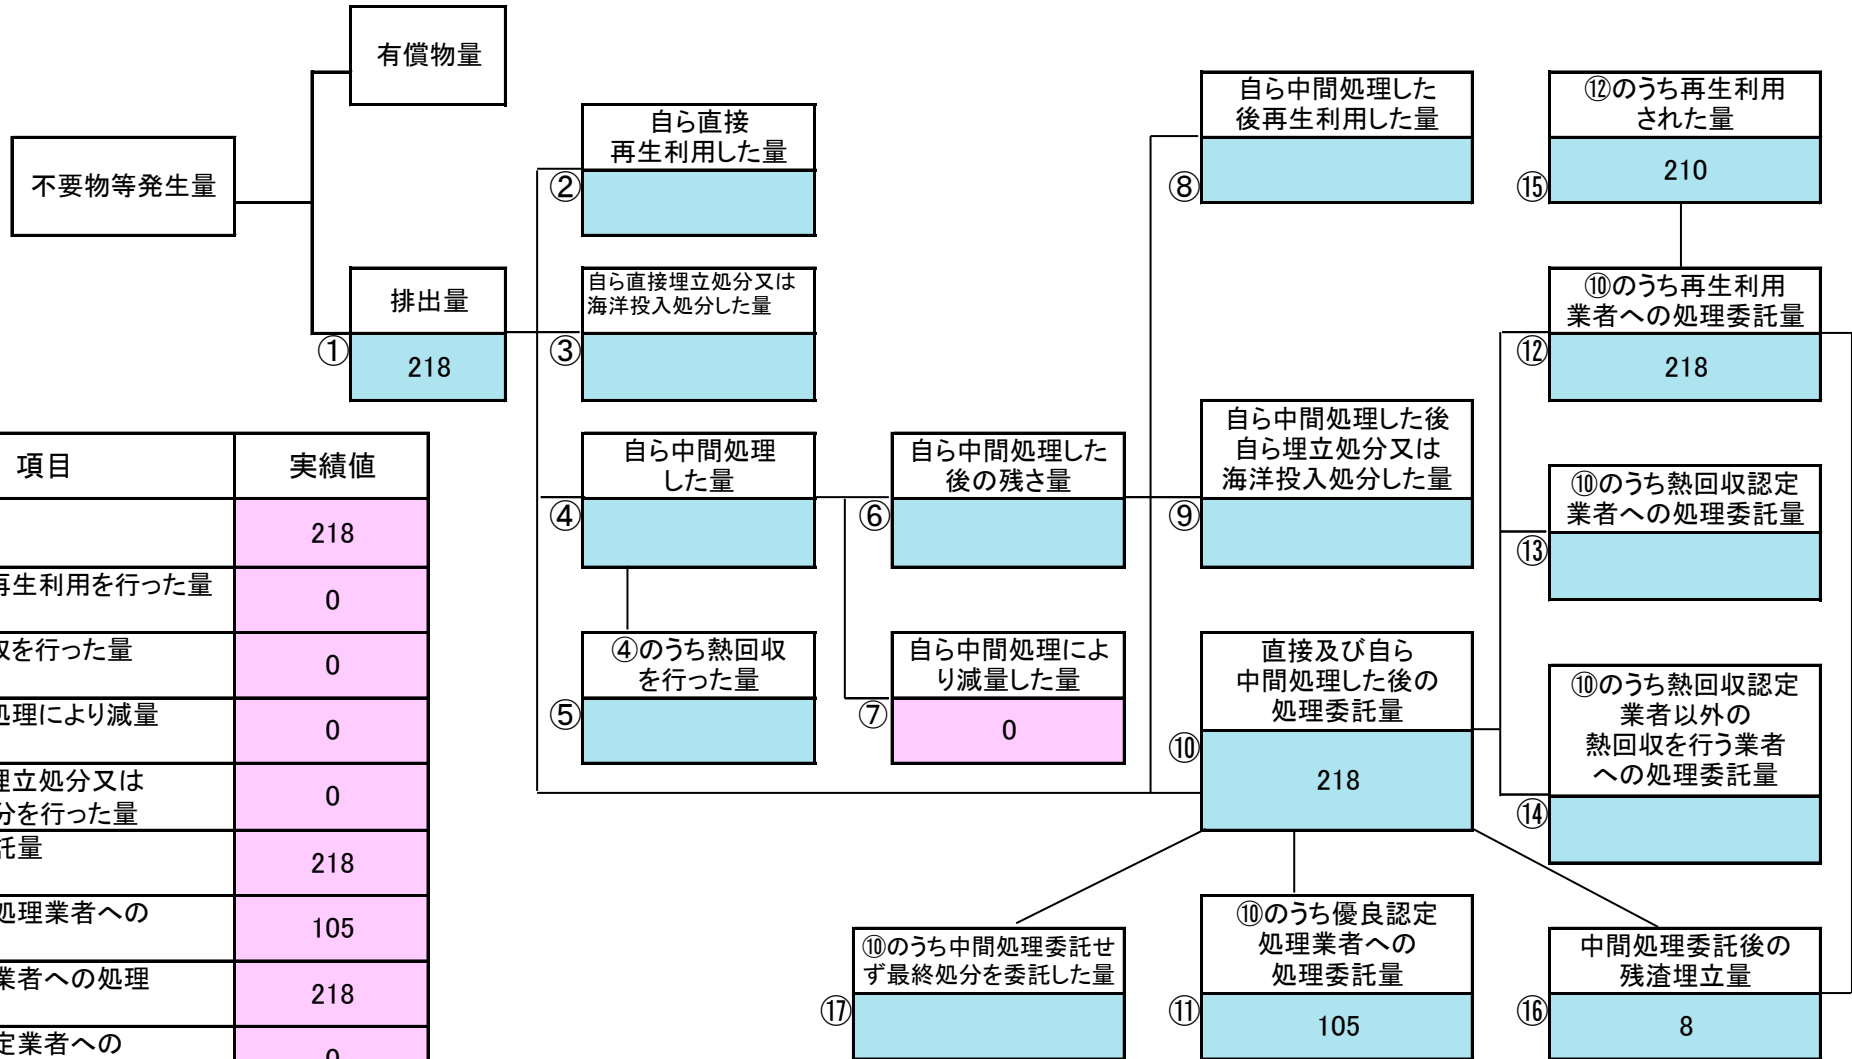 有償物量
不要物等発生量
排出量
①
218
自ら直接
再生利用した量
②
自ら直接埋立処分又は
海洋投入処分した量
③
自ら中間処理
した量
④
④のうち熱回収
を行った量
⑤
自ら中間処理した
後の残さ量
⑥
自ら中間処理によ
り減量した量
⑦
0
自ら中間処理した
後再生利用した量
⑧
自ら中間処理した後
自ら埋立処分又は
海洋投入処分した量
⑨
直接及び自ら
中間処理した後の
処理委託量
⑩
218
⑫のうち再生利用
された量
⑮
210
⑩のうち再生利用
業者への処理委託量
⑫
218
⑩のうち熱回収認定
業者への処理委託量
⑬
⑩のうち熱回収認定
業者以外の
熱回収を行う業者
への処理委託量
⑭
⑩のうち中間処理委託せ
ず最終処分を委託した量
⑰
⑩のうち優良認定
処理業者への
処理委託量
⑪
105
中間処理委託後の
残渣埋立量
⑯
8
項目 実績値
218
再生利用を行った量
0
を行った量
0
処理により減量
0
埋立処分又は
分を行った量
0
託量
218
処理業者への
105
業者への処理
218
定業者への
0